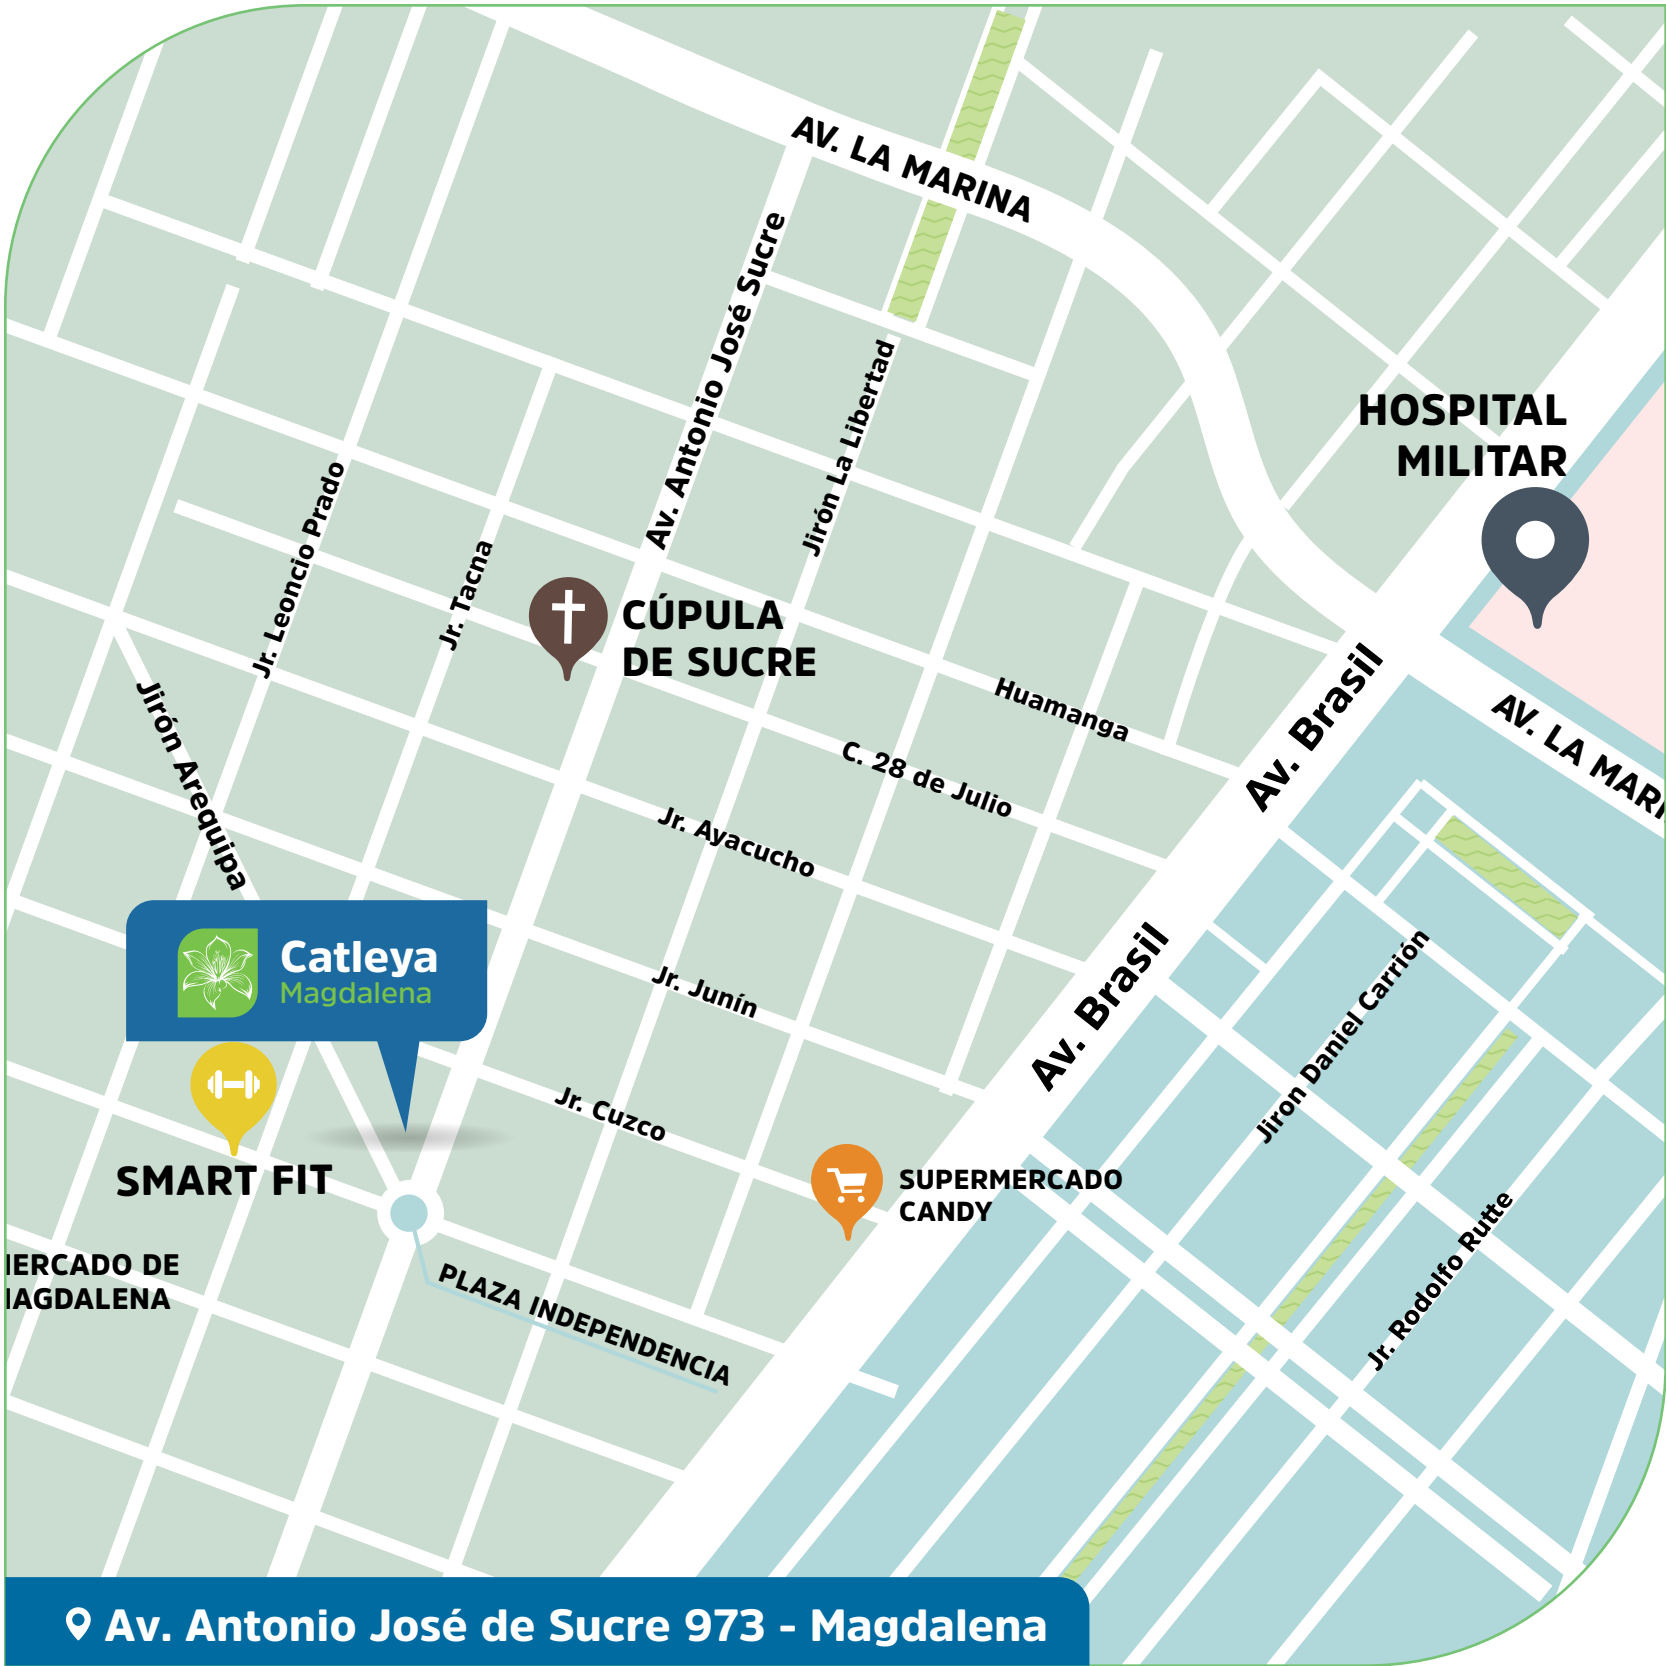 AV. LA MARINA
Av. Antonio José Sucre
Jirón La Libertad
HOSPITAL
MILITAR
Jr. Leoncio Prado
Jr. Tacna
CÚPULA
DE SUCRE
Huamanga
Av. Brasil
AV. LA MARI
Jirón Arequipa
C. 28 de Julio
Jr. Ayacucho
Catleya
Magdalena
Jr. Junín
Av. Brasil
Jiron Daniel Carrión
Jr. Cuzco
SMART FIT
SUPERMERCADO
CANDY
Jr. Rodolfo Rutte
ERCADO DE
AGDALENA
PLAZA INDEPENDENCIA
Av. Antonio José de Sucre 973 - Magdalena